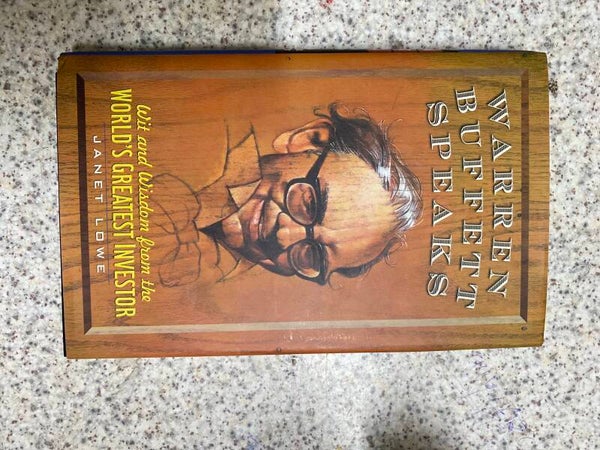 WARREN
BUFFETT
SPEAKS
Wit and Wisdom from the
WORLD'S GREATEST INVESTOR
JANET LOWE